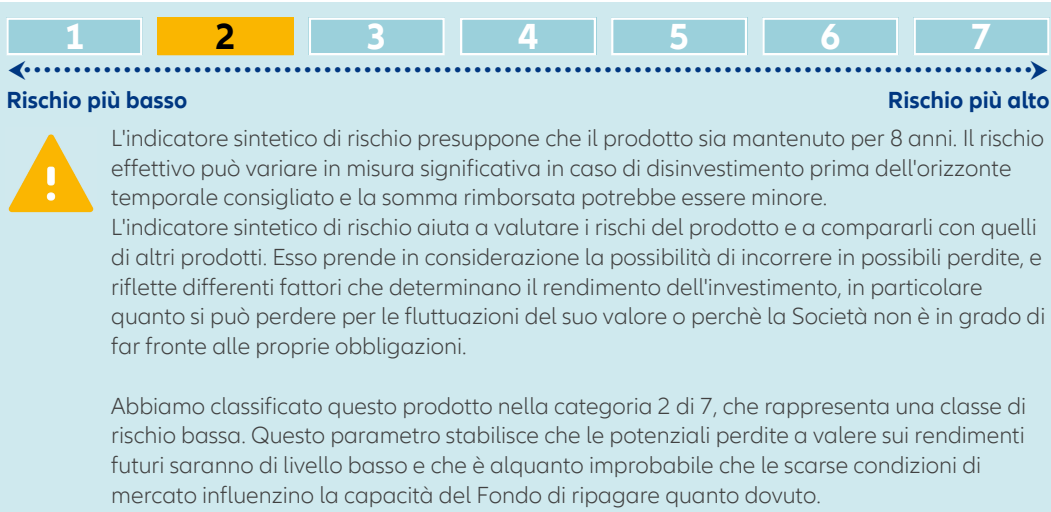 1 2 3 4 5 6 7
Rischio più basso Rischio più alto
L'indicatore sintetico di rischio presuppone che il prodotto sia mantenuto per 8 anni. Il rischio
effettivo può variare in misura significativa in caso di disinvestimento prima dell'orizzonte
temporale consigliato e la somma rimborsata potrebbe essere minore.
L'indicatore sintetico di rischio aiuta a valutare i rischi del prodotto e a compararli con quelli
di altri prodotti. Esso prende in considerazione la possibilità di incorrere in possibili perdite, e
riflette differenti fattori che determinano il rendimento dell'investimento, in particolare
quanto si può perdere per le fluttuazioni del suo valore o perchè la Società non è in grado di
far fronte alle proprie obbligazioni.
Abbiamo classificato questo prodotto nella categoria 2 di 7, che rappresenta una classe di
rischio bassa. Questo parametro stabilisce che le potenziali perdite a valere sui rendimenti
futuri saranno di livello basso e che è alquanto improbabile che le scarse condizioni di
mercato influenzino la capacità del Fondo di ripagare quanto dovuto.